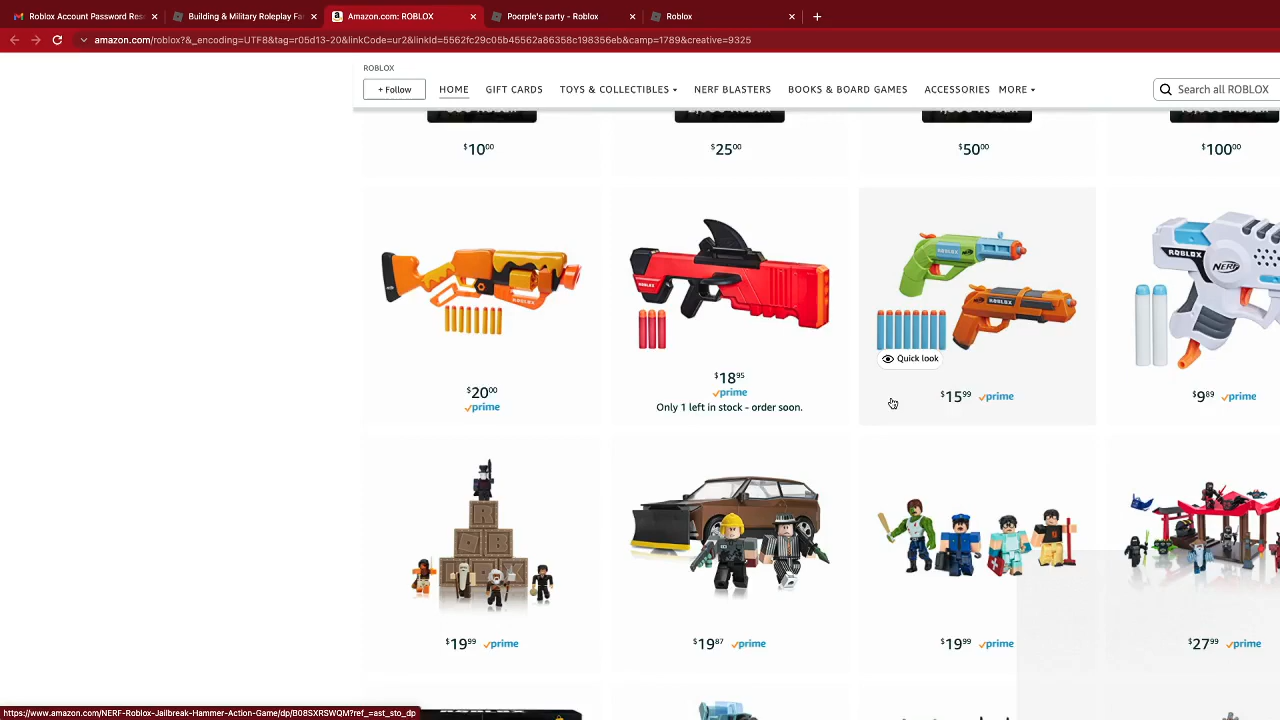 Roblox Account Password Res
Building & Military Roleplay Fa
Amazon.com: ROBLOX
Poorple's party - Roblox
Roblox
amazon.com/roblox?&_encoding=UTF8&tag=r05d13-20&linkCode=ur2&linkId=5562fc29c05b45562a86358c198356eb&camp=1789&creative=9325
ROBLOX
+ Follow
HOME
GIFT CARDS
TOYS & COLLECTIBLES
NERF BLASTERS
BOOKS & BOARD GAMES
ACCESSORIES
MORE
Search all ROBLOX
$10.00
$25.00
$50.00
$100.00
ROBLOX
ROBLOX
ROBLOX
ROBLOX
NERF
Quick look
$20.00
prime
$18.95
prime
Only 1 left in stock - order soon.
$15.99 prime
$9.89 prime
$19.99 prime
$19.87 prime
$19.99 prime
$27.99 prime
https://www.amazon.com/NERF-Roblox-Jailbreak-Hammer-Action-Game/dp/B08SXRSWQM?ref_=ast_sto_dp